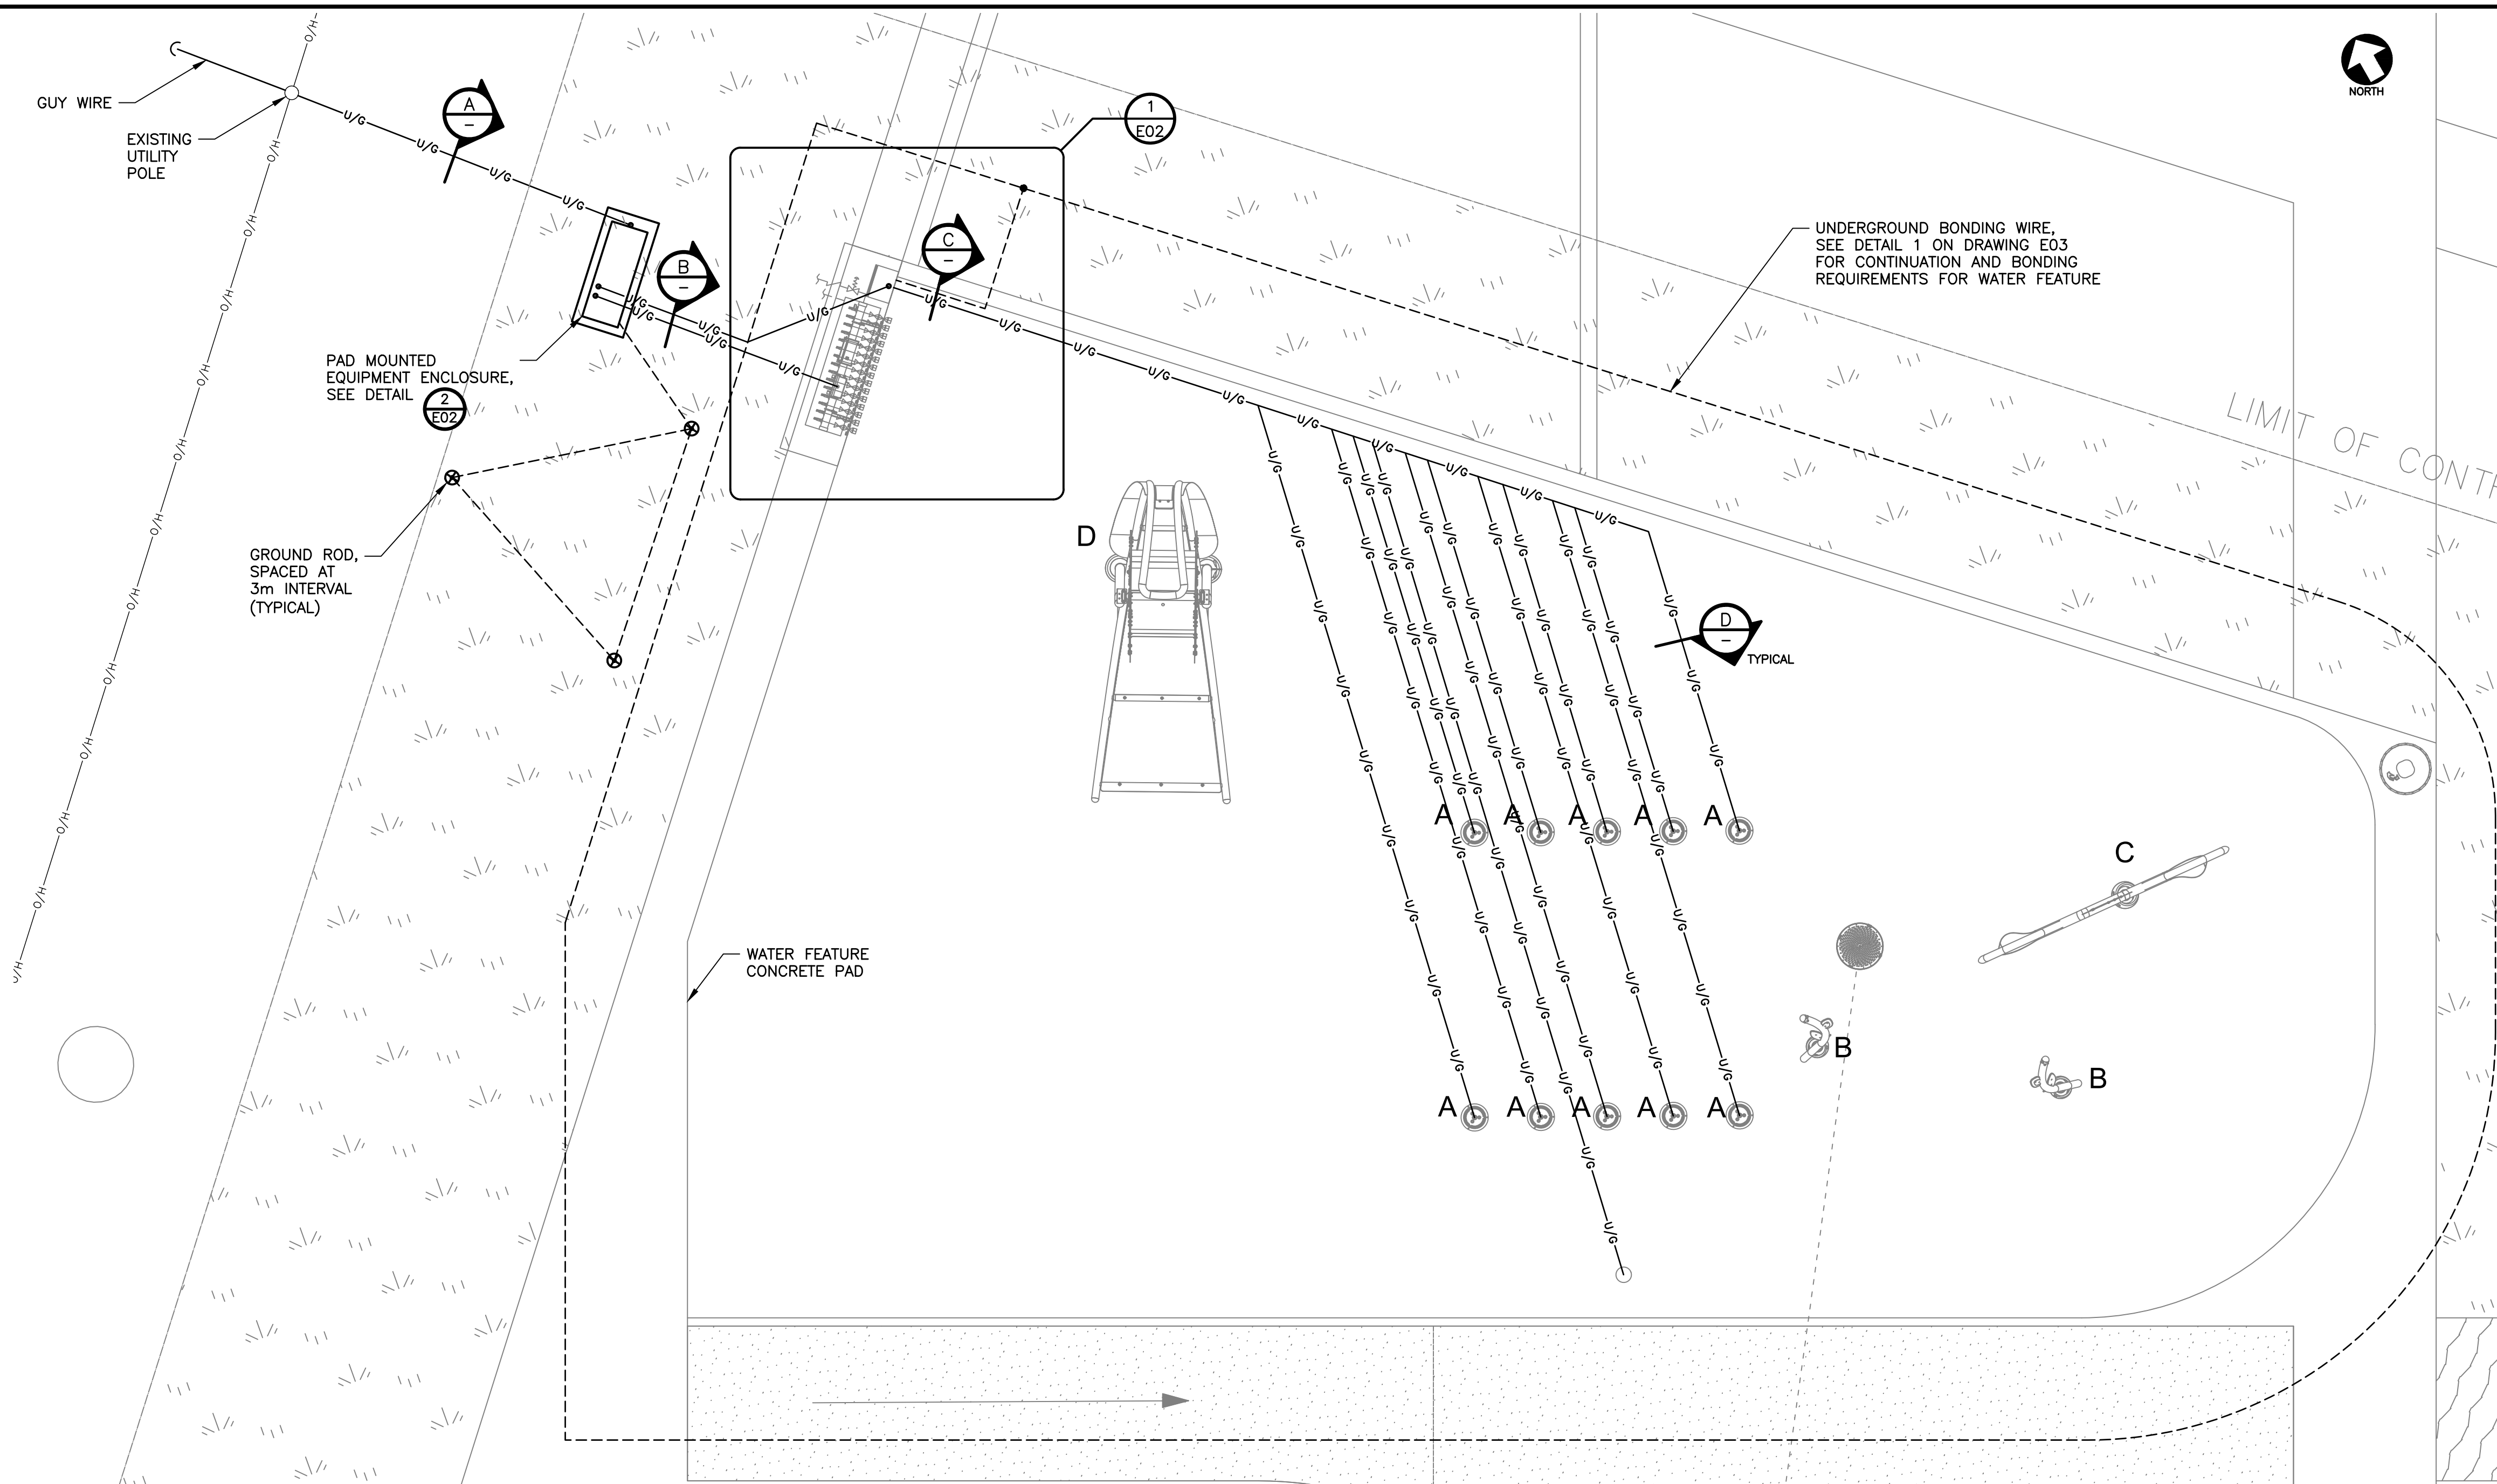 GUY WIRE
EXISTING
UTILITY
POLE
A
–
1
E02
NORTH
B
–
C
–
UNDERGROUND BONDING WIRE,
SEE DETAIL 1 ON DRAWING E03
FOR CONTINUATION AND BONDING
REQUIREMENTS FOR WATER FEATURE
PAD MOUNTED
EQUIPMENT ENCLOSURE,
SEE DETAIL
2
E02
LIMIT OF CONTR
GROUND ROD,
SPACED AT
3m INTERVAL
(TYPICAL)
D
D
–
TYPICAL
O/H
U/G
A A A A A
C
WATER FEATURE
CONCRETE PAD
B
B
A A A A A